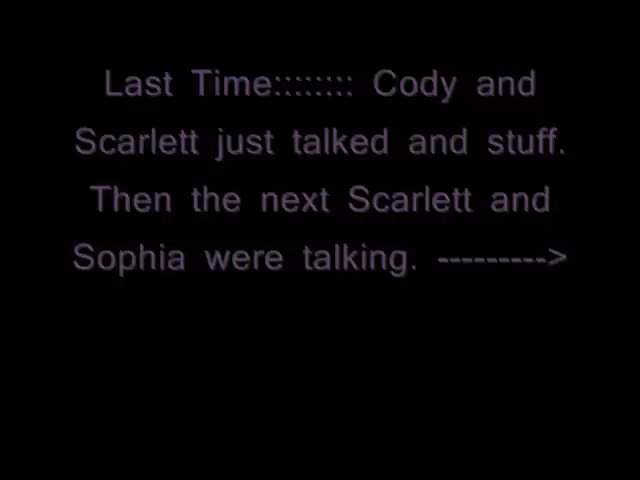 Last Time:::::::: Cody and
Scarlett just talked and stuff.
Then the next Scarlett and
Sophia were talking. --------->